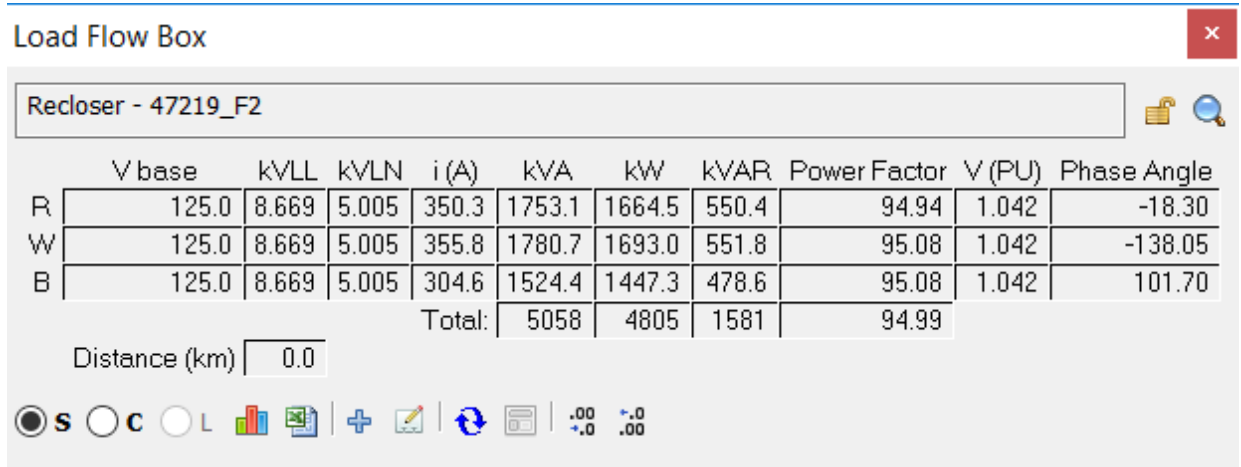 Load Flow Box
Recloser - 47219_F2
V base kVLL kVLN i (A) kVA kW kVAR Power Factor V (PU) Phase Angle
R 125.0 8.669 5.005 350.3 1753.1 1664.5 550.4 94.94 1.042 -18.30
W 125.0 8.669 5.005 355.8 1780.7 1693.0 551.8 95.08 1.042 -138.05
B 125.0 8.669 5.005 304.6 1524.4 1447.3 478.6 95.08 1.042 101.70
Total: 5058 4805 1581 94.99
Distance (km) 0.0
S C L .00 .0 .0 .00